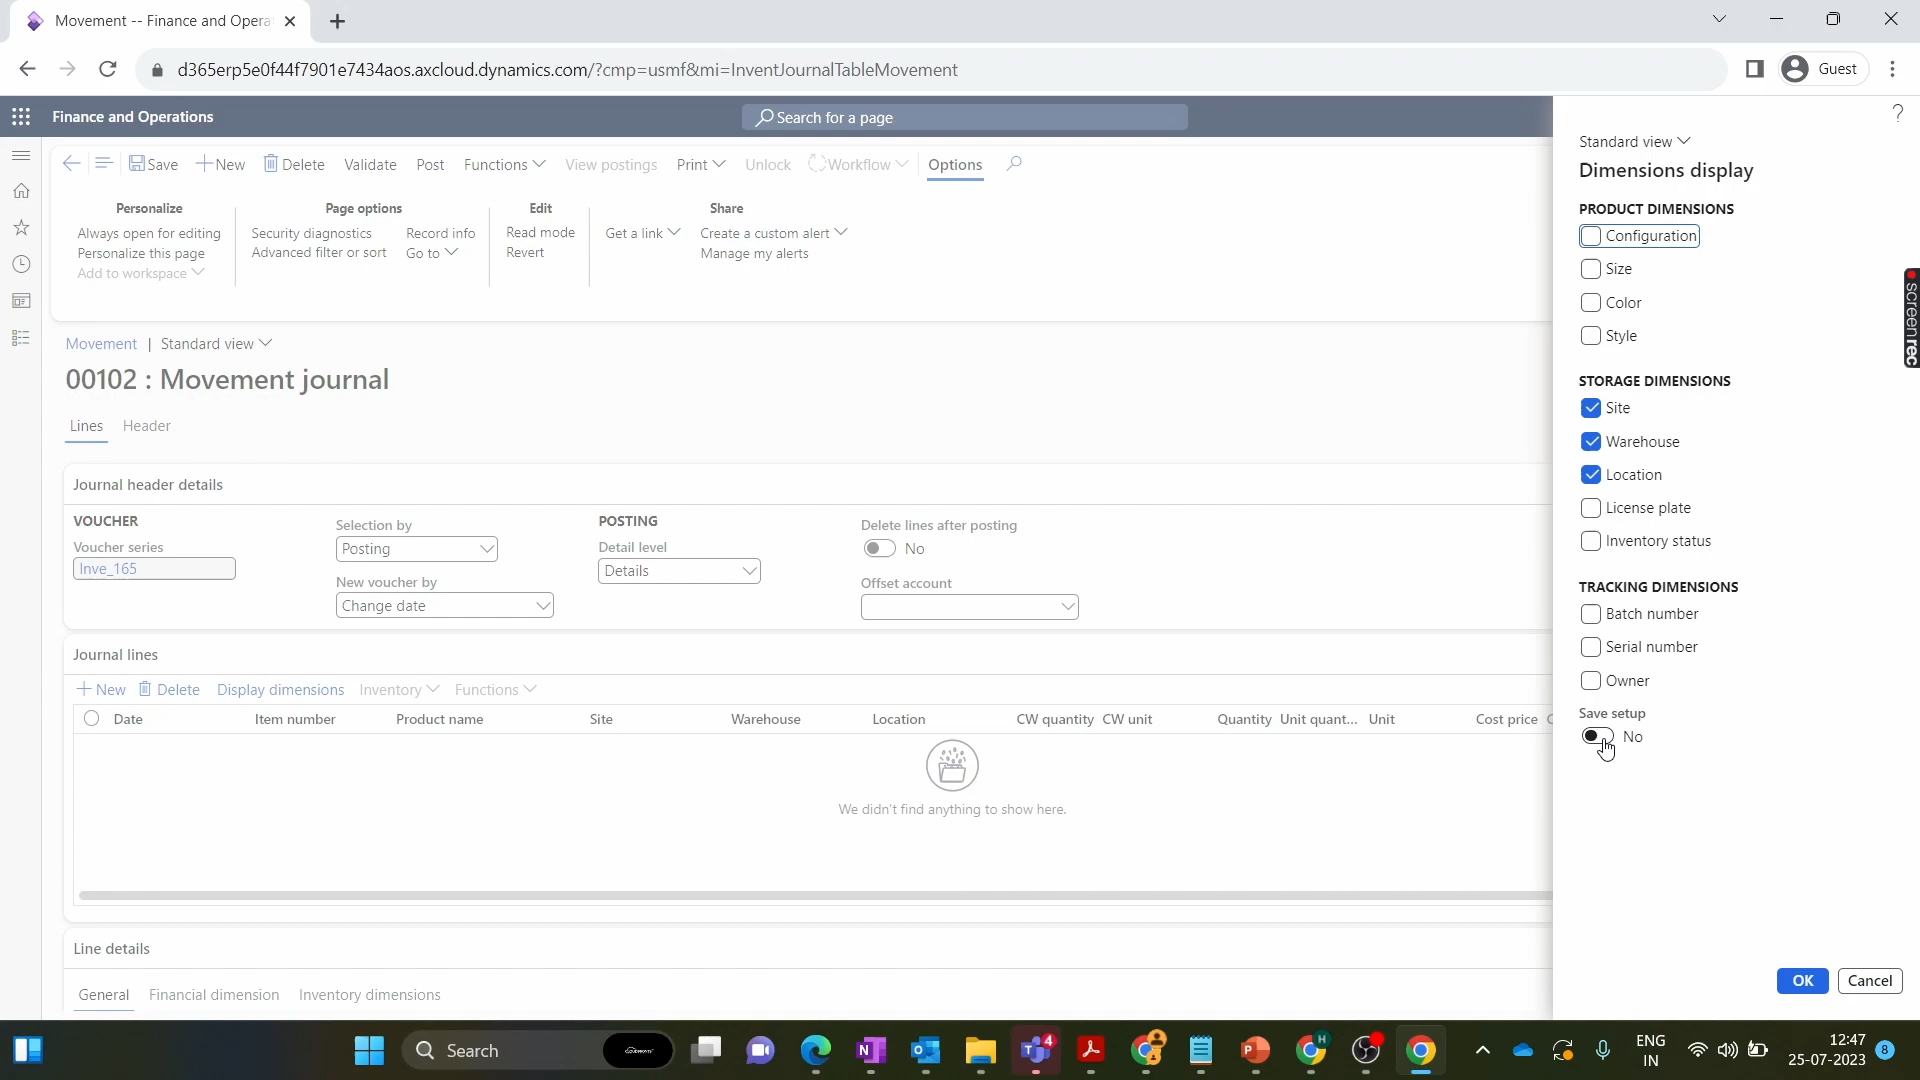 Movement -- Finance and Opera
d365erp5e0f44f7901e7434aos.axcloud.dynamics.com/?cmp=usmf&mi=InventJournalTableMovement
Guest
Finance and Operations
Search for a page
?
Save
New
Delete
Validate
Post
Functions
View postings
Print
Unlock
Workflow
Options
Personalize
Always open for editing
Personalize this page
Add to workspace
Page options
Security diagnostics
Advanced filter or sort
Record info
Go to
Edit
Read mode
Revert
Share
Get a link
Create a custom alert
Manage my alerts
Movement | Standard view
00102 : Movement journal
Lines
Header
Journal header details
VOUCHER
Voucher series
Inve_165
Selection by
Posting
New voucher by
Change date
POSTING
Detail level
Details
Delete lines after posting
No
Offset account
Journal lines
New
Delete
Display dimensions
Inventory
Functions
Date
Item number
Product name
Site
Warehouse
Location
CW quantity
CW unit
Quantity
Unit quant...
Unit
Cost price
We didn't find anything to show here.
Line details
General
Financial dimension
Inventory dimensions
Standard view
Dimensions display
PRODUCT DIMENSIONS
Configuration
Size
Color
Style
STORAGE DIMENSIONS
Site
Warehouse
Location
License plate
Inventory status
TRACKING DIMENSIONS
Batch number
Serial number
Owner
Save setup
No
OK
Cancel
screenrec
Search
4
H
ENG
IN
12:47
25-07-2023
8